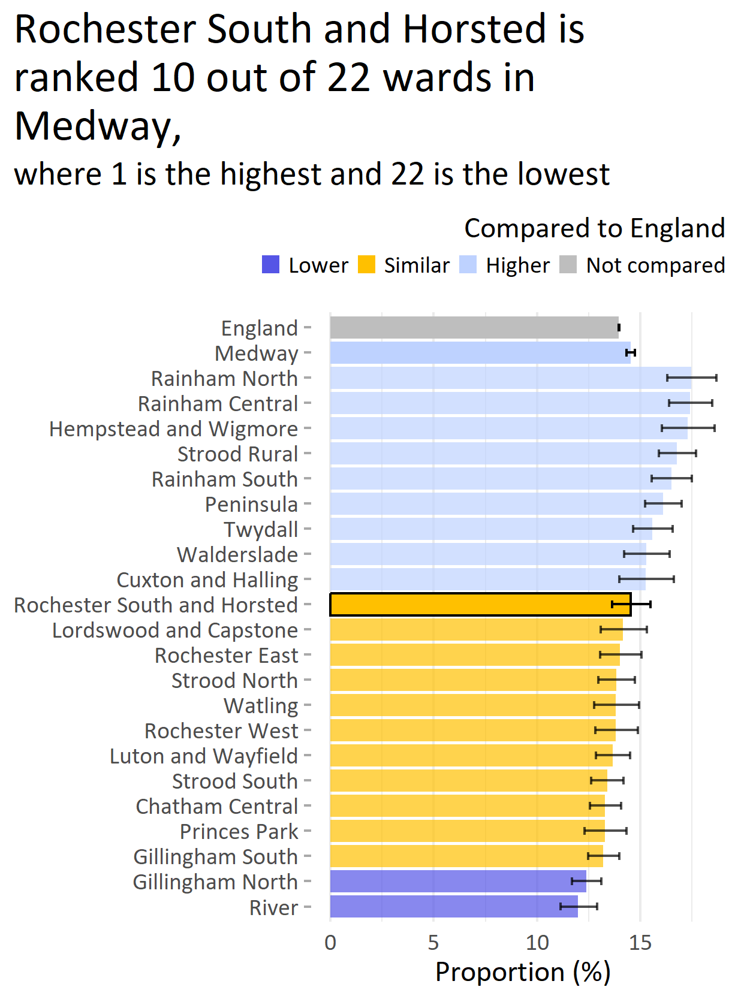 Rochester South and Horsted is
ranked 10 out of 22 wards in
Medway,
where 1 is the highest and 22 is the lowest
Compared to England
Lower Similar Higher Not compared
England
Medway
Rainham North
Rainham Central
Hempstead and Wigmore
Strood Rural
Rainham South
Peninsula
Twydall
Walderslade
Cuxton and Halling
Rochester South and Horsted
Lordswood and Capstone
Rochester East
Strood North
Watling
Rochester West
Luton and Wayfield
Strood South
Chatham Central
Princes Park
Gillingham South
Gillingham North
River
0 5 10 15
Proportion (%)